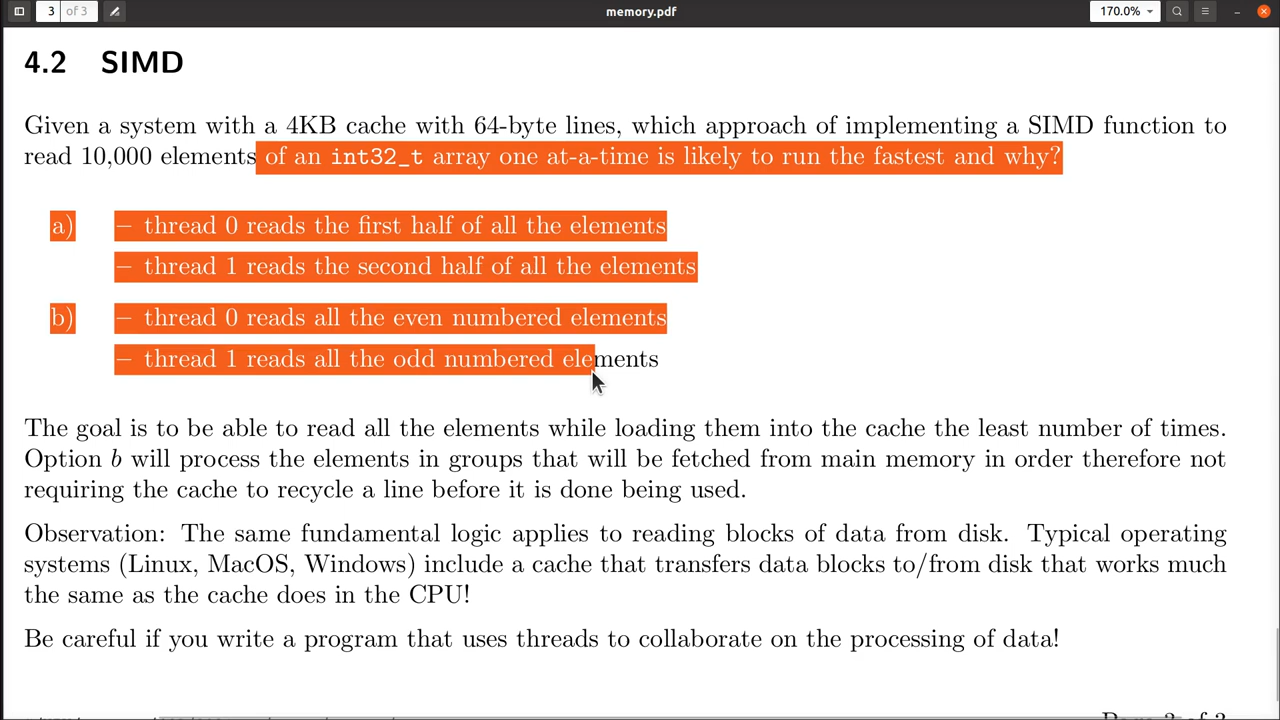 3 of 3
memory.pdf
170.0%
4.2 SIMD
Given a system with a 4KB cache with 64-byte lines, which approach of implementing a SIMD function to
read 10,000 elements of an int32_t array one at-a-time is likely to run the fastest and why?
a) – thread 0 reads the first half of all the elements
– thread 1 reads the second half of all the elements
b) – thread 0 reads all the even numbered elements
– thread 1 reads all the odd numbered elements
The goal is to be able to read all the elements while loading them into the cache the least number of times.
Option b will process the elements in groups that will be fetched from main memory in order therefore not
requiring the cache to recycle a line before it is done being used.
Observation: The same fundamental logic applies to reading blocks of data from disk. Typical operating
systems (Linux, MacOS, Windows) include a cache that transfers data blocks to/from disk that works much
the same as the cache does in the CPU!
Be careful if you write a program that uses threads to collaborate on the processing of data!